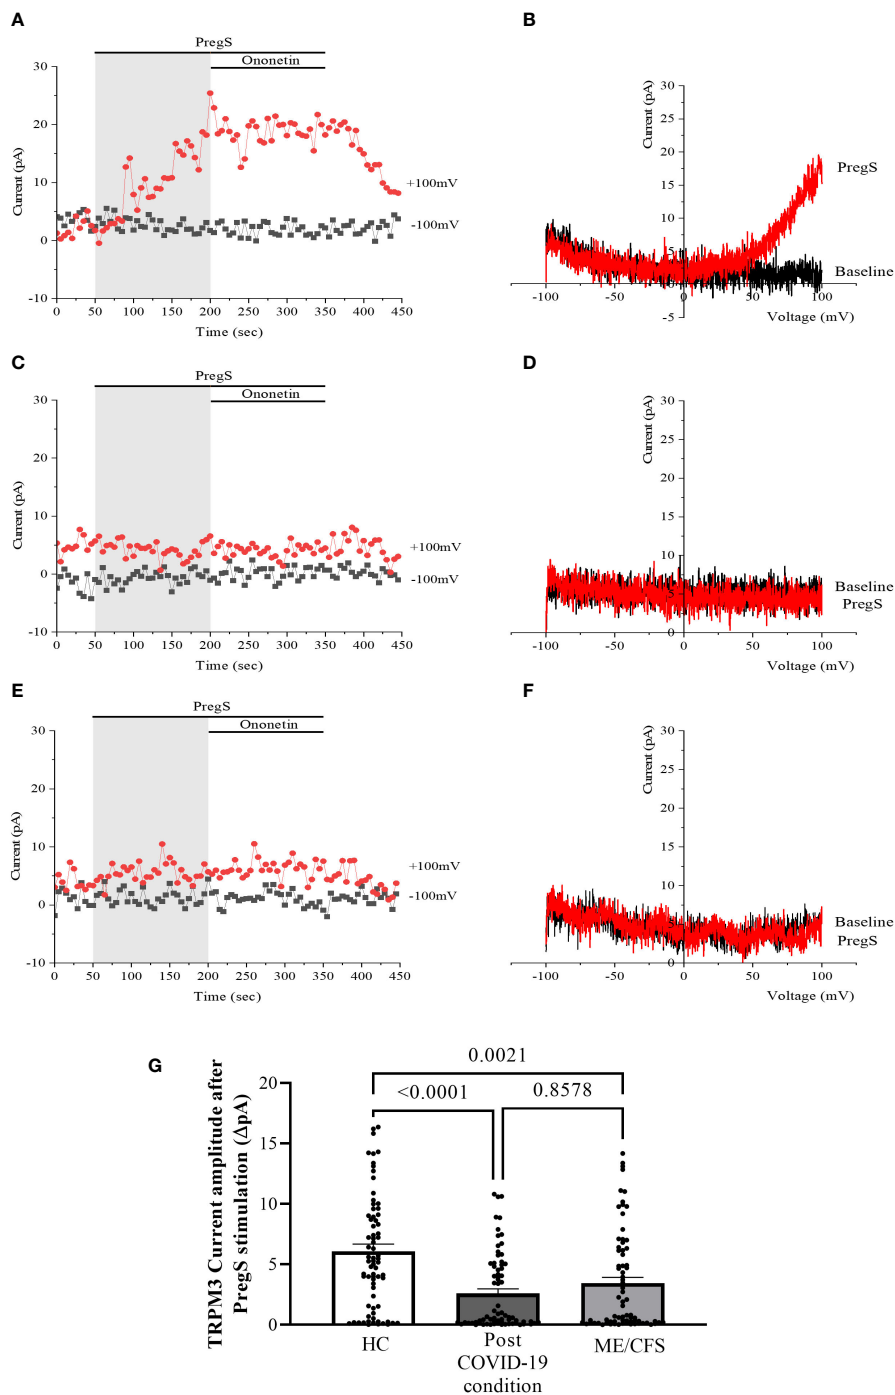 A
PregS
Ononetin
30
20
10
0
-10
Current (pA)
+100mV
-100mV
0 50 100 150 200 250 300 350 400 450
Time (sec)
B
30
25
20
15
10
5
0
-5
Current (pA)
PregS
Baseline
-100 -50 0 50 100
Voltage (mV)
C
PregS
Ononetin
30
20
10
0
-10
Current (pA)
+100mV
-100mV
0 50 100 150 200 250 300 350 400 450
Time (sec)
D
30
25
20
15
10
5
0
Current (pA)
Baseline
PregS
-100 -50 0 50 100
Voltage (mV)
E
PregS
Ononetin
30
20
10
0
-10
Current (pA)
+100mV
-100mV
0 50 100 150 200 250 300 350 400 450
Time (sec)
F
30
25
20
15
10
5
0
Current (pA)
Baseline
PregS
-100 -50 0 50 100
Voltage (mV)
G
0.0021
<0.0001 0.8578
TRPM3 Current amplitude after
PregS stimulation (ΔpA)
20
15
10
5
0
HC
Post
COVID-19
condition
ME/CFS